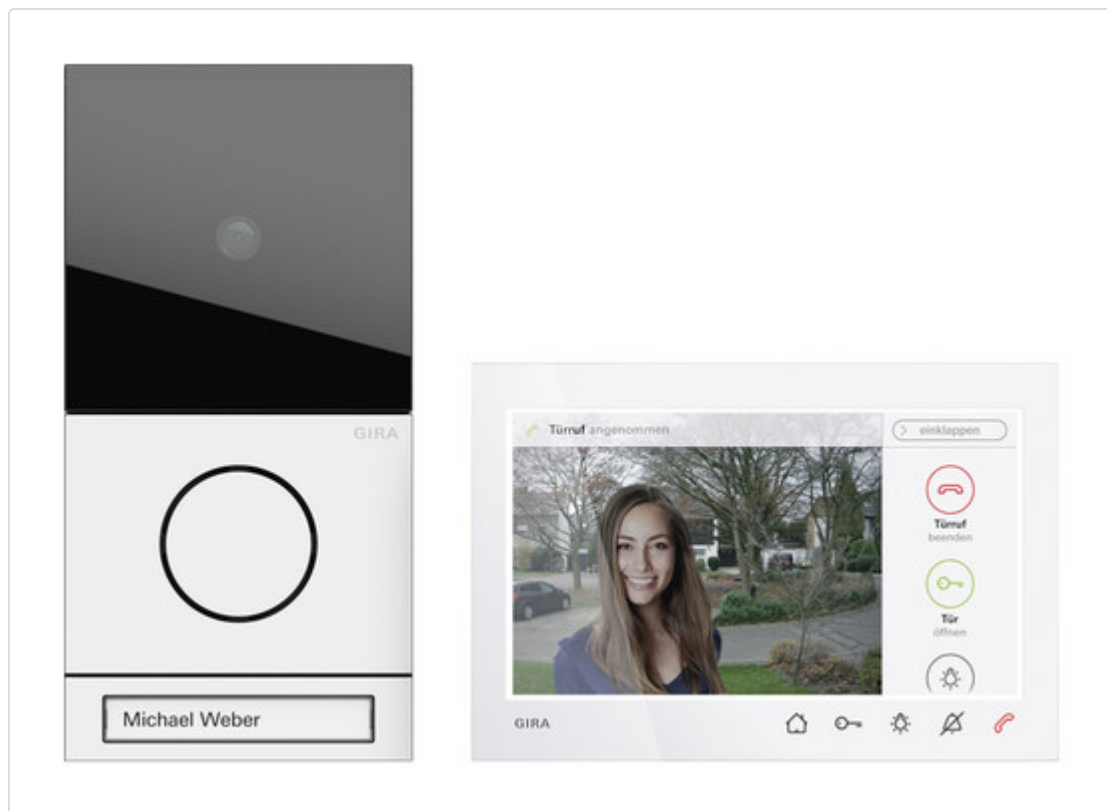 GIRA
Michael Weber
Türruf angenommen
einklappen
Türruf
beenden
Tür
öffnen
GIRA